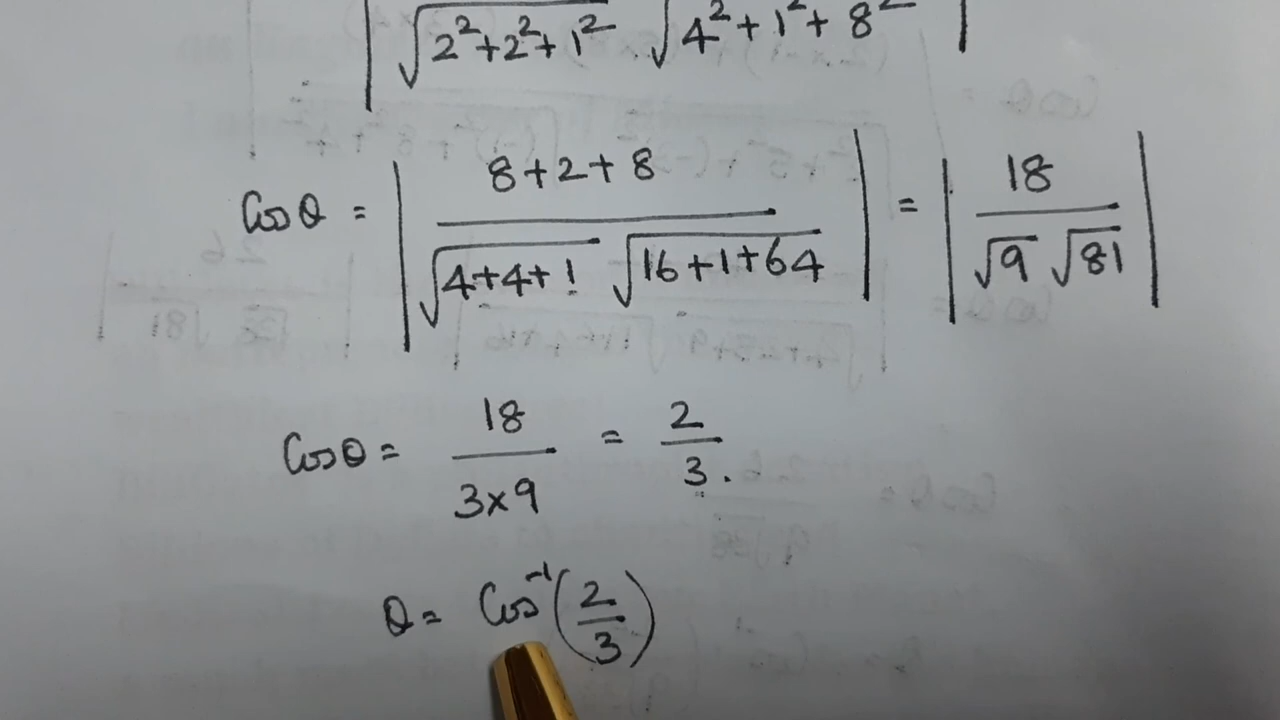 | √(2²+2²+1²) √(4²+1²+8²) |
Cosθ = | (8+2+8) / (√(4+4+1) √(16+1+64)) | = | 18 / (√9 √81) |
Cosθ = 18 / (3×9) = 2/3.
θ = Cos⁻¹(2/3)